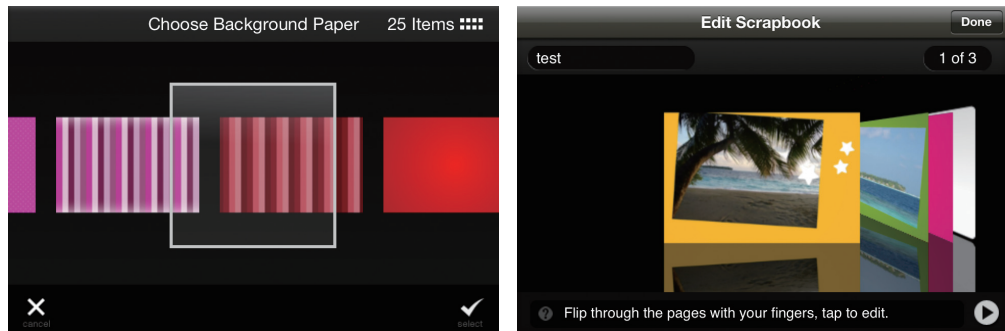 Choose Background Paper 25 Items
cancel
select
Edit Scrapbook Done
test 1 of 3
? Flip through the pages with your fingers, tap to edit.